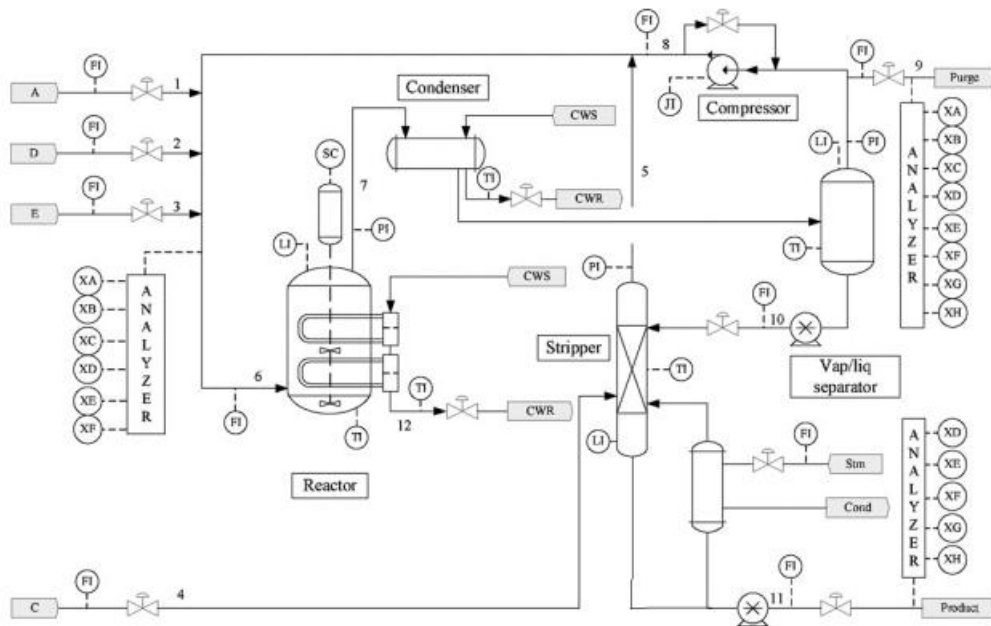 FI
8
FI
9
Purge
A
FI
1
Condenser
JI
Compressor
XA
CWS
LI
PI
XB
D
FI
2
SC
XC
7
TI
5
A
N
A
L
Y
Z
E
R
XD
E
FI
3
CWR
XE
PI
TI
XF
LI
XG
PI
CWS
XH
XA
A
N
A
L
Y
Z
E
R
XB
FI
10
XC
Stripper
TI
Vap/liq
separator
XD
6
TI
CWR
XE
FI
12
XF
TI
LI
FI
A
N
A
L
Y
Z
E
R
XD
Reactor
Stm
XE
Cond
XF
XG
FI
4
FI
XH
C
11
Product